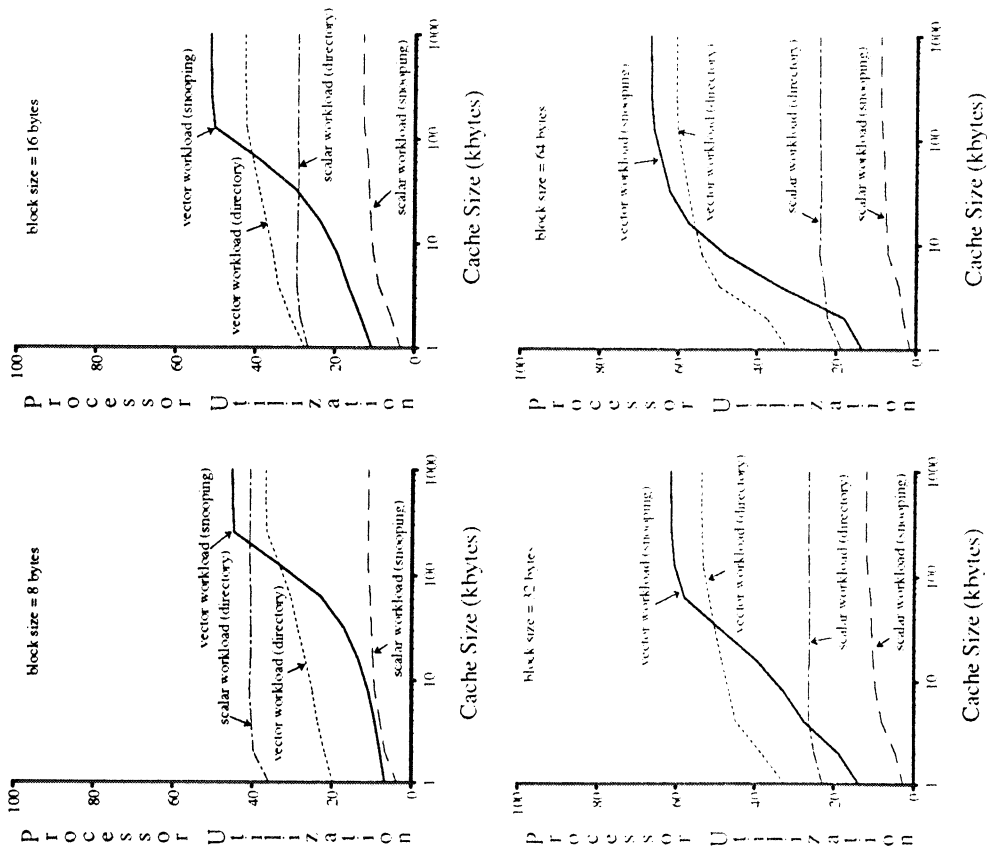 block size = 8 bytes
Processor Utilization
100
80
60
40
20
0
vector workload (snooping)
scalar workload (directory)
vector workload (directory)
scalar workload (snooping)
1
10
100
1000
Cache Size (kbytes)
block size = 16 bytes
Processor Utilization
100
80
60
40
20
0
vector workload (snooping)
vector workload (directory)
scalar workload (directory)
scalar workload (snooping)
1
10
100
1000
Cache Size (kbytes)
block size = 32 bytes
Processor Utilization
100
80
60
40
20
0
vector workload (snooping)
vector workload (directory)
scalar workload (directory)
scalar workload (snooping)
1
10
100
1000
Cache Size (kbytes)
block size = 64 bytes
Processor Utilization
100
80
60
40
20
0
vector workload (snooping)
vector workload (directory)
scalar workload (directory)
scalar workload (snooping)
1
10
100
1000
Cache Size (kbytes)